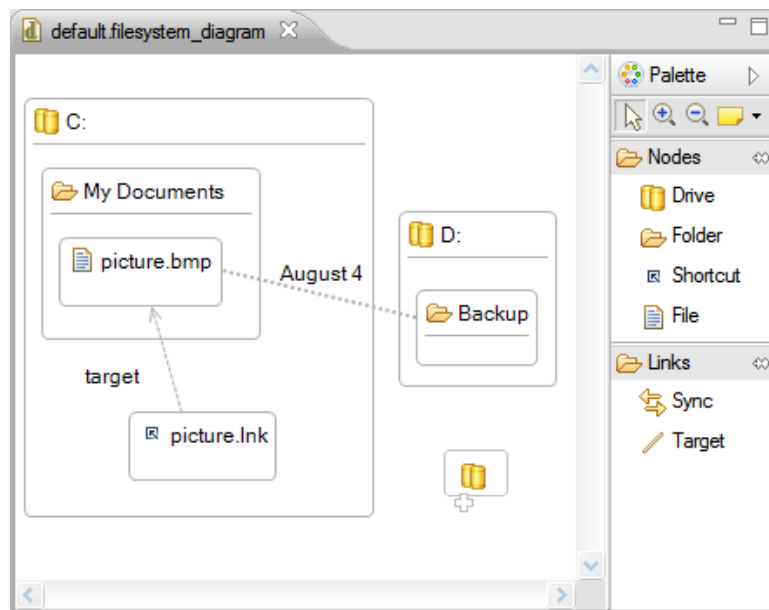 default.filesystem_diagram
C:
My Documents
picture.bmp
August 4
target
picture.lnk
D:
Backup
Palette
Nodes
Drive
Folder
Shortcut
File
Links
Sync
Target